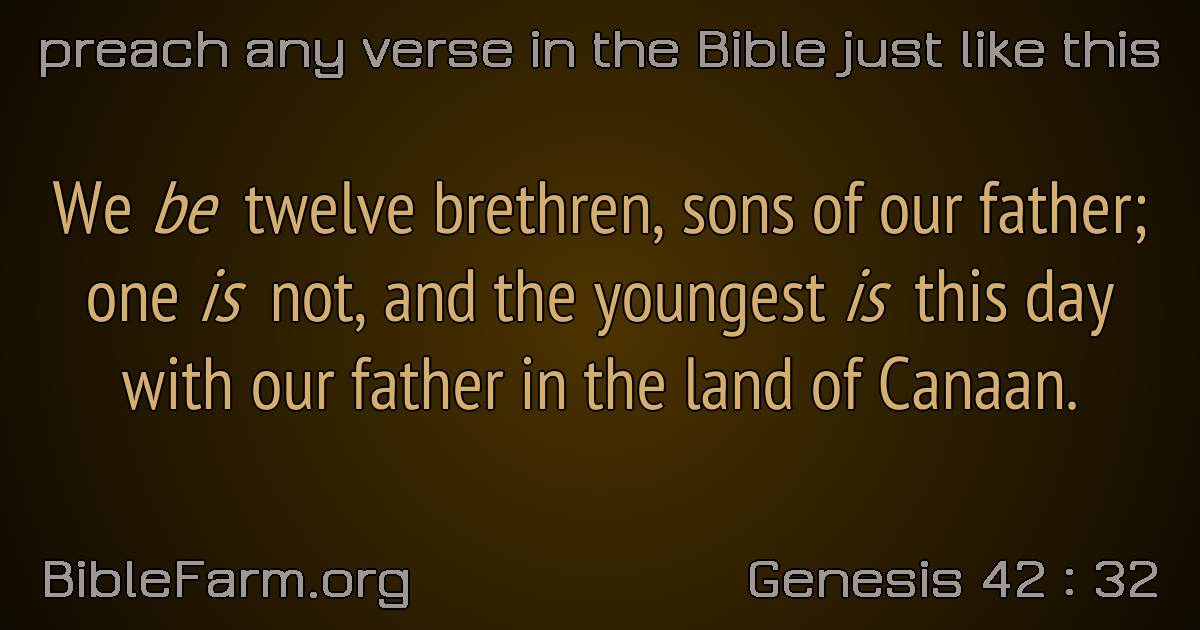 preach any verse in the Bible just like this
We be twelve brethren, sons of our father;
one is not, and the youngest is this day
with our father in the land of Canaan.
BibleFarm.org
Genesis 42 : 32